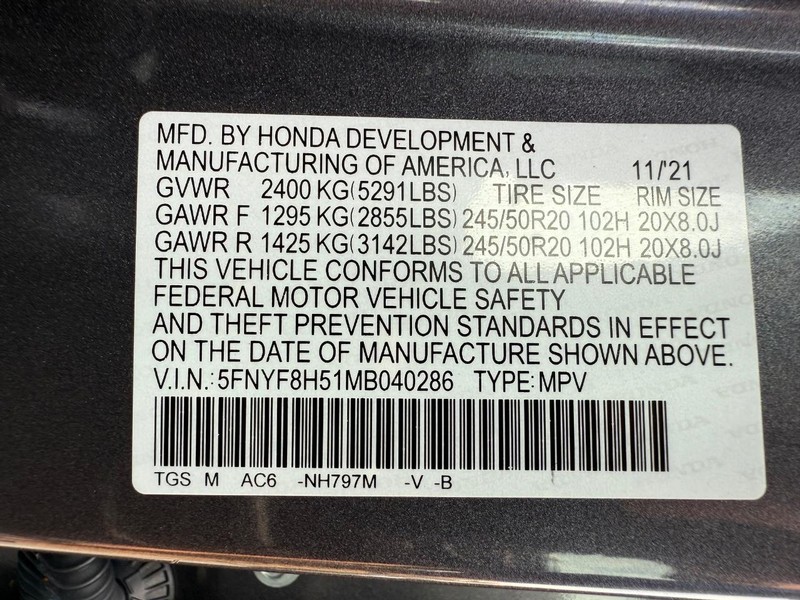 MFD. BY HONDA DEVELOPMENT &
MANUFACTURING OF AMERICA, LLC 11/'21
GVWR 2400 KG(5291LBS) TIRE SIZE RIM SIZE
GAWR F 1295 KG(2855LBS) 245/50R20 102H 20X8.0J
GAWR R 1425 KG(3142LBS) 245/50R20 102H 20X8.0J
THIS VEHICLE CONFORMS TO ALL APPLICABLE
FEDERAL MOTOR VEHICLE SAFETY
AND THEFT PREVENTION STANDARDS IN EFFECT
ON THE DATE OF MANUFACTURE SHOWN ABOVE.
V.I.N.: 5FNYF8H51MB040286 TYPE: MPV
TGS M AC6 -NH797M -V -B